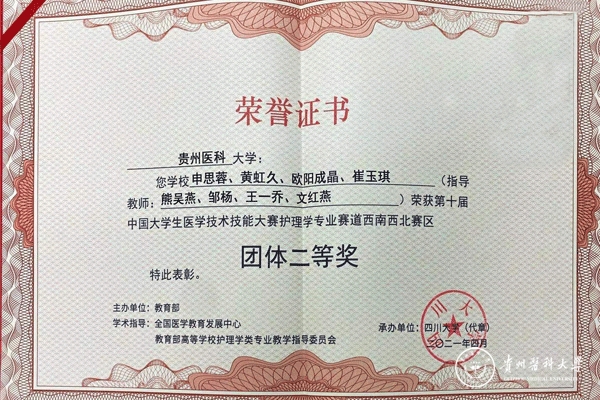 荣誉证书
贵州医科大学：
您学校申思蓉、黄虹久、欧阳成晶、崔玉琪（指导
教师：熊吴燕、邹杨、王一乔、文红燕）荣获第十届
中国大学生医学技术技能大赛护理学专业赛道西南西北赛区
团体二等奖
特此表彰。
主办单位：教育部
学术指导：全国医学教育发展中心
教育部高等学校护理学类专业教学指导委员会
承办单位：四川大学（代章）
二〇二一年四月
四川大学
贵州医科大学